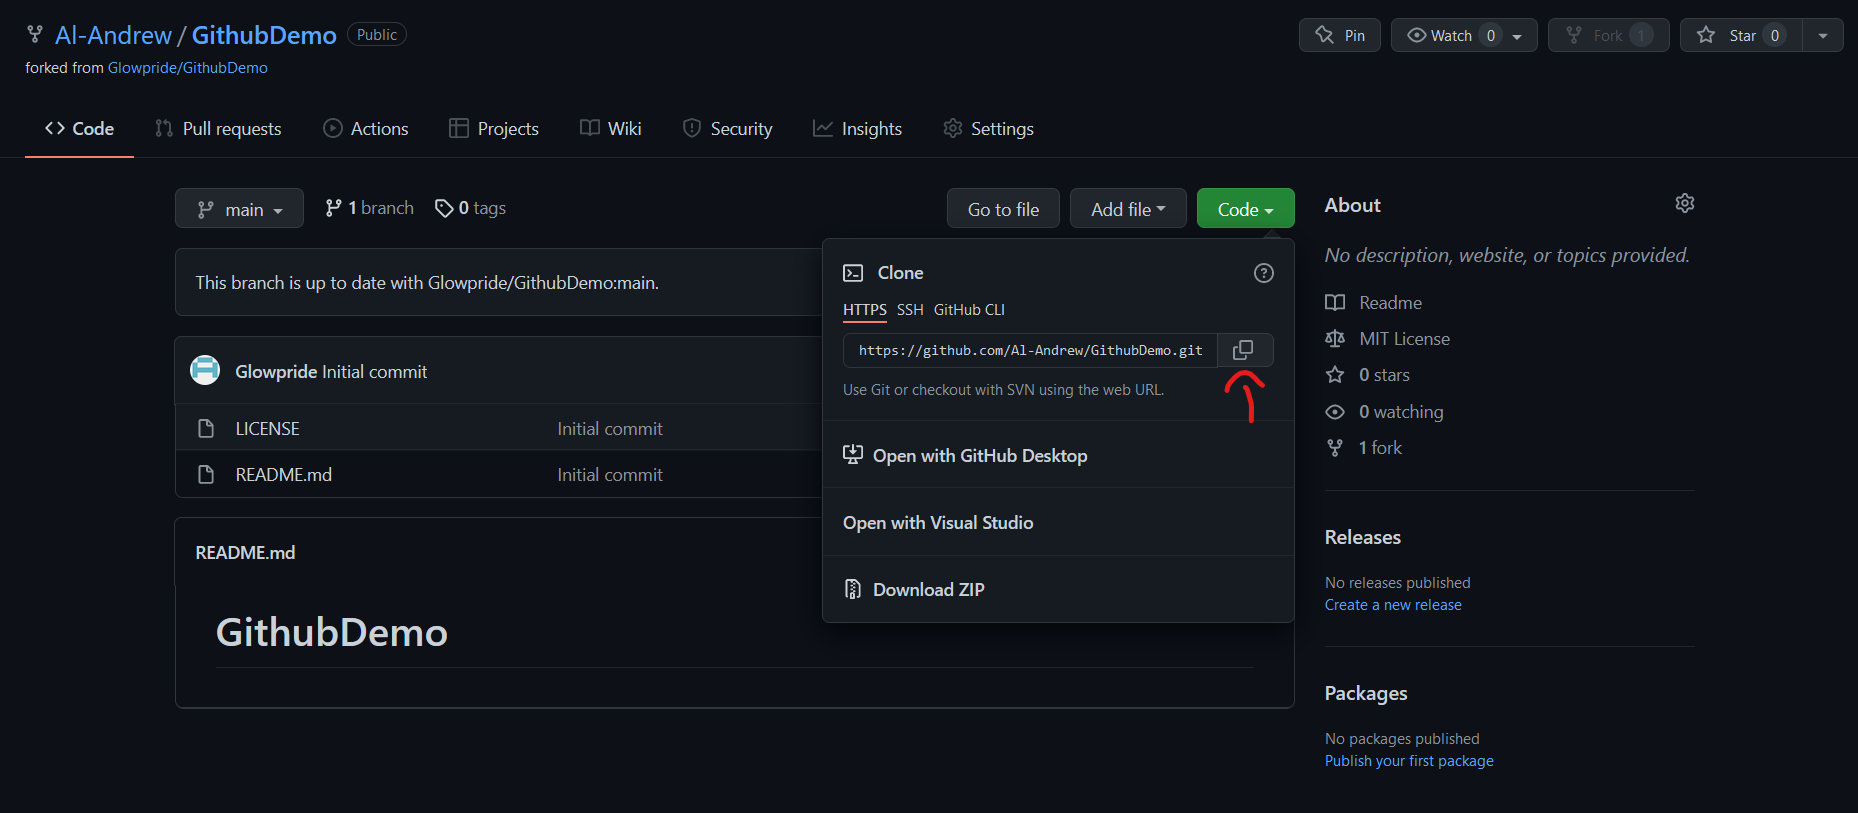 Al-Andrew / GithubDemo Public
Pin Watch 0 Fork 1 Star 0
forked from Glowpride/GithubDemo
Code Pull requests Actions Projects Wiki Security Insights Settings
main 1 branch 0 tags Go to file Add file Code
This branch is up to date with Glowpride/GithubDemo:main.
Glowpride Initial commit
LICENSE Initial commit
README.md Initial commit
README.md
GithubDemo
Clone
HTTPS SSH GitHub CLI
https://github.com/Al-Andrew/GithubDemo.git
Use Git or checkout with SVN using the web URL.
Open with GitHub Desktop
Open with Visual Studio
Download ZIP
About
No description, website, or topics provided.
Readme
MIT License
0 stars
0 watching
1 fork
Releases
No releases published
Create a new release
Packages
No packages published
Publish your first package